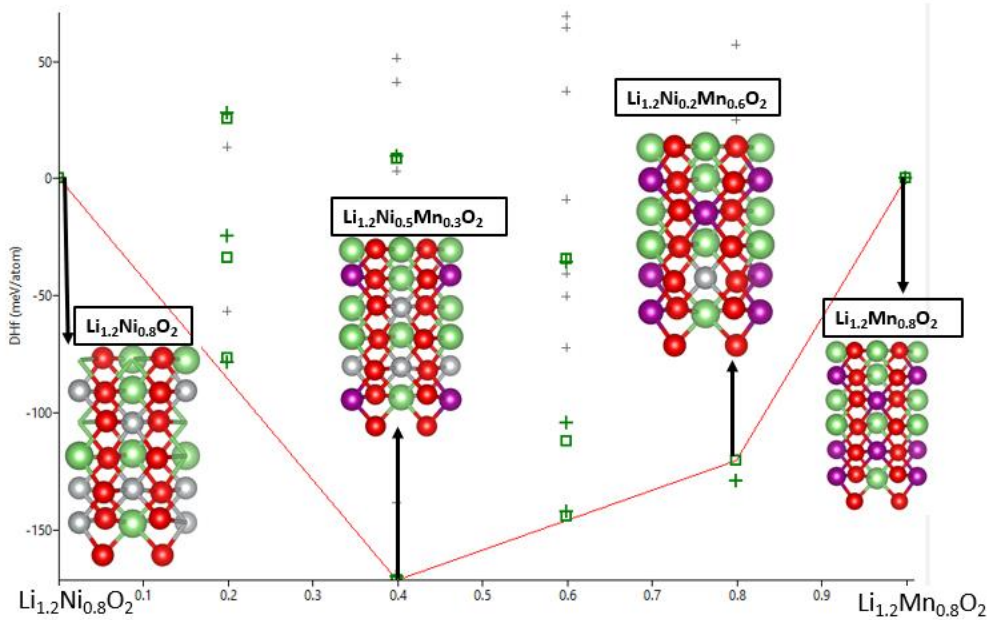 50
0
-50
-100
-150
DHf (meV/atom)
Li1.2Ni0.2Mn0.6O2
Li1.2Ni0.5Mn0.3O2
Li1.2Ni0.8O2
Li1.2Mn0.8O2
0.1 0.2 0.3 0.4 0.5 0.6 0.7 0.8 0.9
Li1.2Ni0.8O2
Li1.2Mn0.8O2